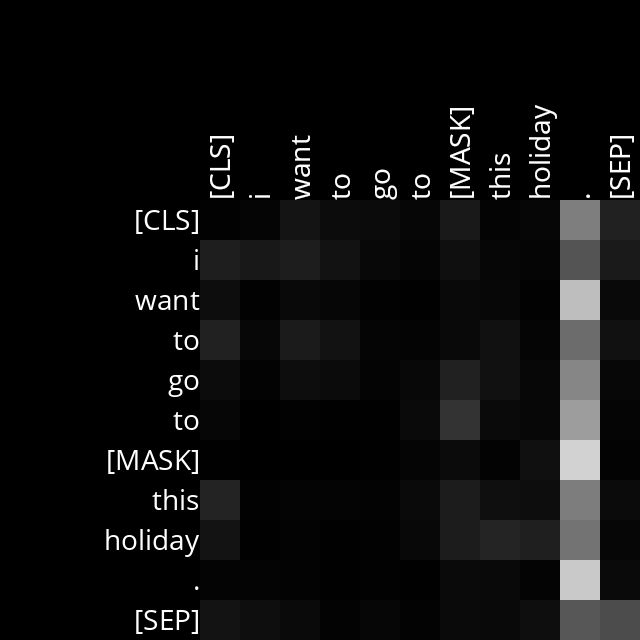 [CLS]
i
want
to
go
to
[MASK]
this
holiday
.
[SEP]
[CLS]
i
want
to
go
to
[MASK]
this
holiday
.
[SEP]